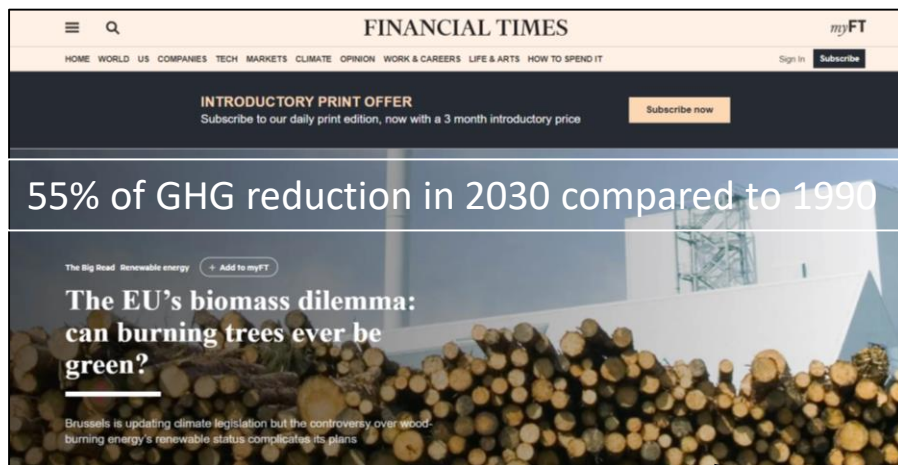 FINANCIAL TIMES
myFT
HOME WORLD US COMPANIES TECH MARKETS CLIMATE OPINION WORK & CAREERS LIFE & ARTS HOW TO SPEND IT
Sign In Subscribe
INTRODUCTORY PRINT OFFER
Subscribe to our daily print edition, now with a 3 month introductory price
Subscribe now
55% of GHG reduction in 2030 compared to 1990
The Big Read Renewable energy + Add to myFT
The EU's biomass dilemma:
can burning trees ever be
green?
Brussels is updating climate legislation but the controversy over wood-
burning energy's renewable status complicates its plans